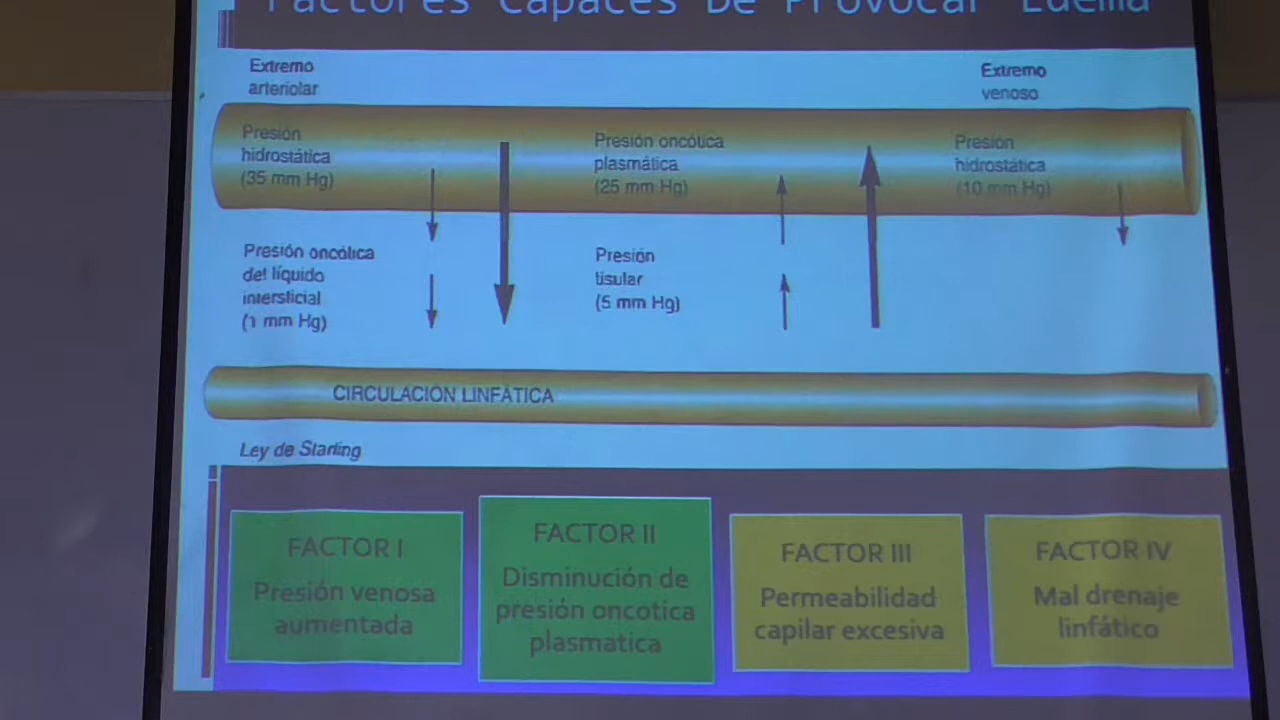 Factores Capaces De Provocar Edema
Extremo
arteriolar
Extremo
venoso
Presión
hidrostática
(35 mm Hg)
Presión oncótica
plasmática
(25 mm Hg)
Presión
hidrostática
(10 mm Hg)
Presión oncótica
del líquido
intersticial
(1 mm Hg)
Presión
tisular
(5 mm Hg)
CIRCULACIÓN LINFÁTICA
Ley de Starling
FACTOR I
Presión venosa
aumentada
FACTOR II
Disminución de
presión oncotica
plasmatica
FACTOR III
Permeabilidad
capilar excesiva
FACTOR IV
Mal drenaje
linfático